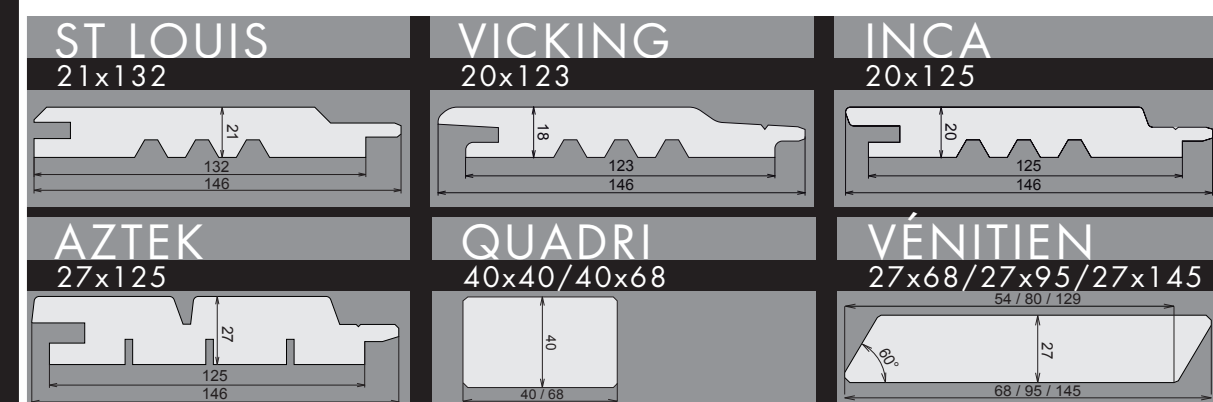 ST LOUIS
21x132
21
132
146
VICKING
20x123
18
123
146
INCA
20x125
20
125
146
AZTEK
27x125
27
125
146
QUADRI
40x40/40x68
40
40 / 68
VÉNITIEN
27x68/27x95/27x145
54 / 80 / 129
60°
27
68 / 95 / 145